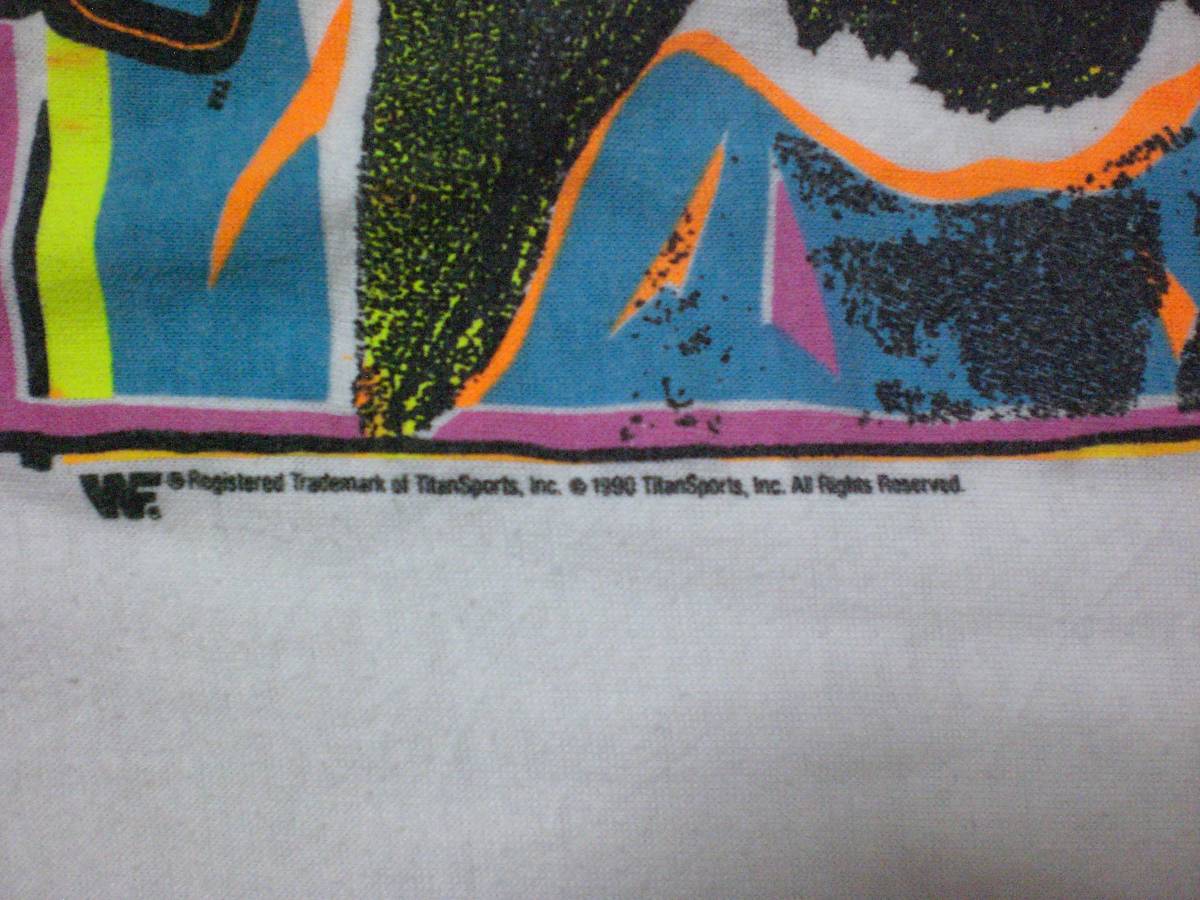 WF® ® Registered Trademark of TitanSports, Inc. © 1990 TitanSports, Inc. All Rights Reserved.